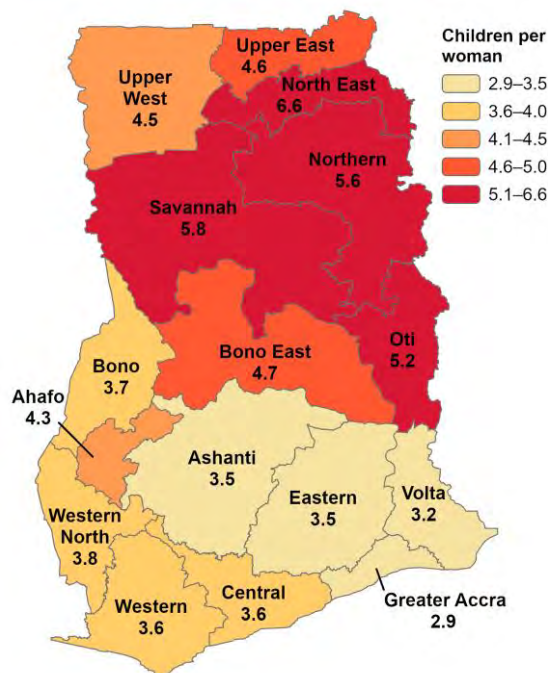 Children per
woman
2.9–3.5
3.6–4.0
4.1–4.5
4.6–5.0
5.1–6.6
Upper East
4.6
Upper
West
4.5
North East
6.6
Northern
5.6
Savannah
5.8
Oti
5.2
Bono East
4.7
Bono
3.7
Ahafo
4.3
Ashanti
3.5
Eastern
3.5
Volta
3.2
Western
North
3.8
Central
3.6
Western
3.6
Greater Accra
2.9